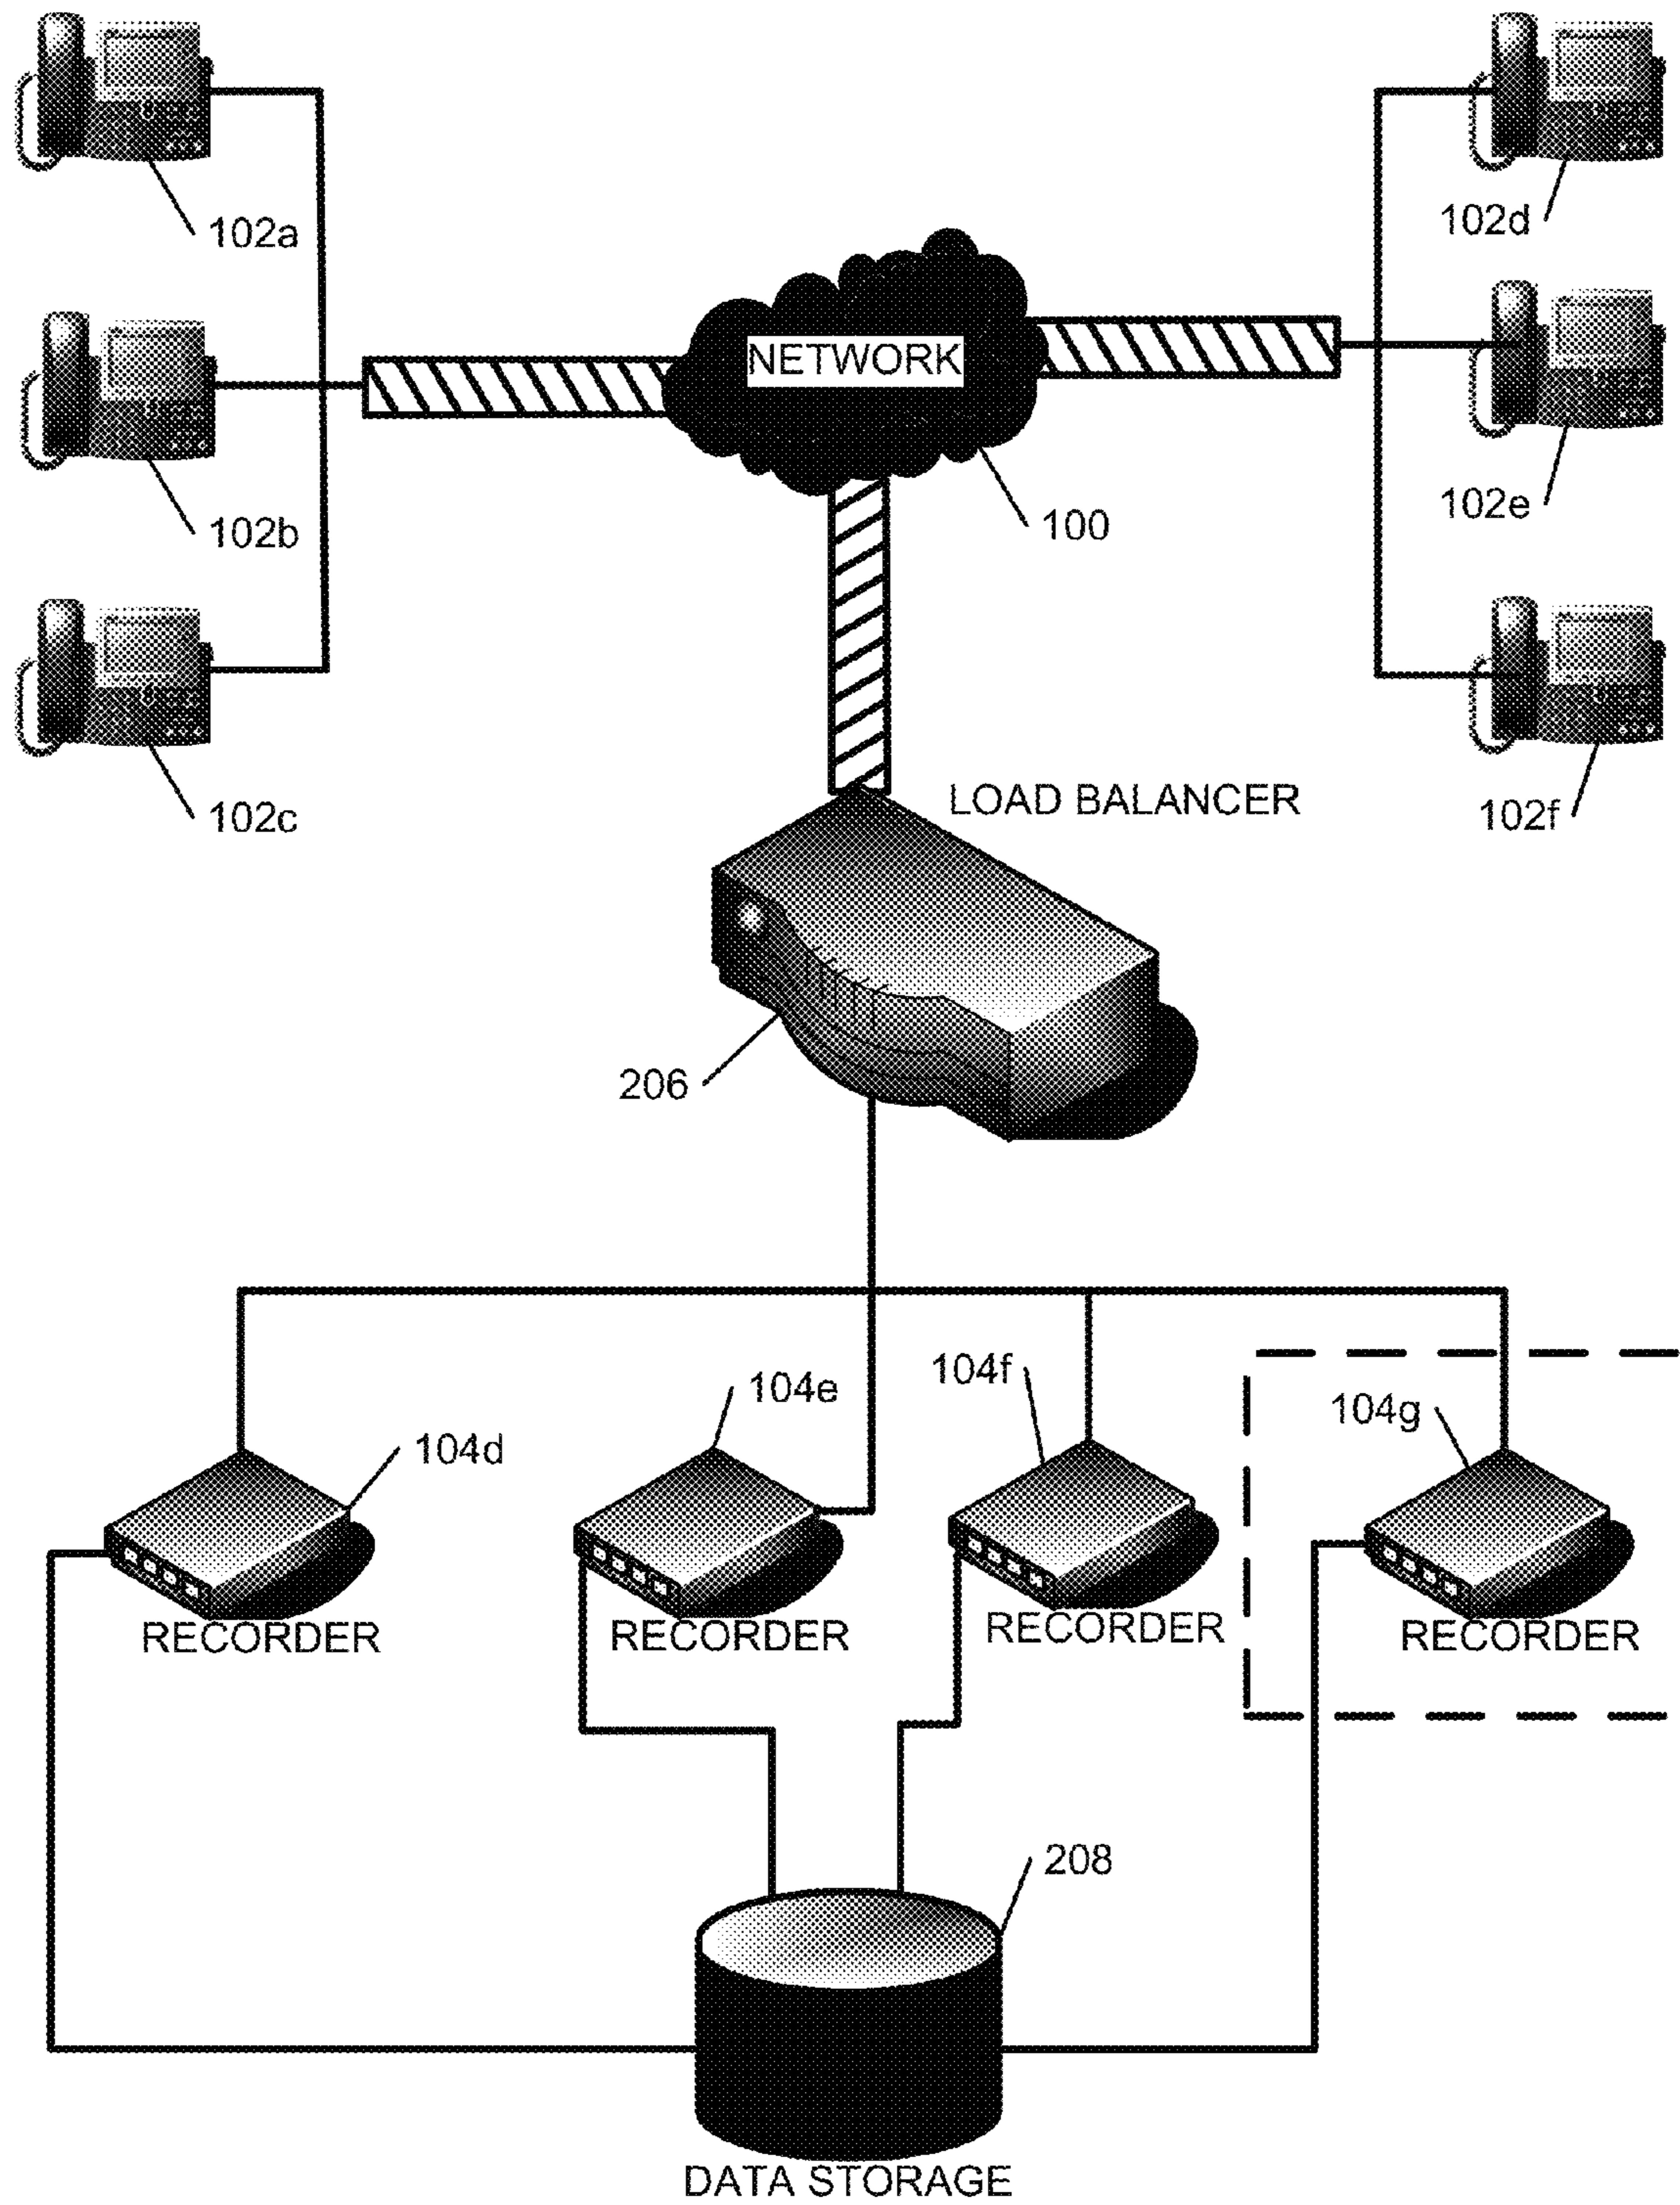 102a
102d
NETWORK
102b
100
102e
102c
LOAD BALANCER
102f
206
104d
104e
104f
104g
RECORDER
RECORDER
RECORDER
RECORDER
208
DATA STORAGE